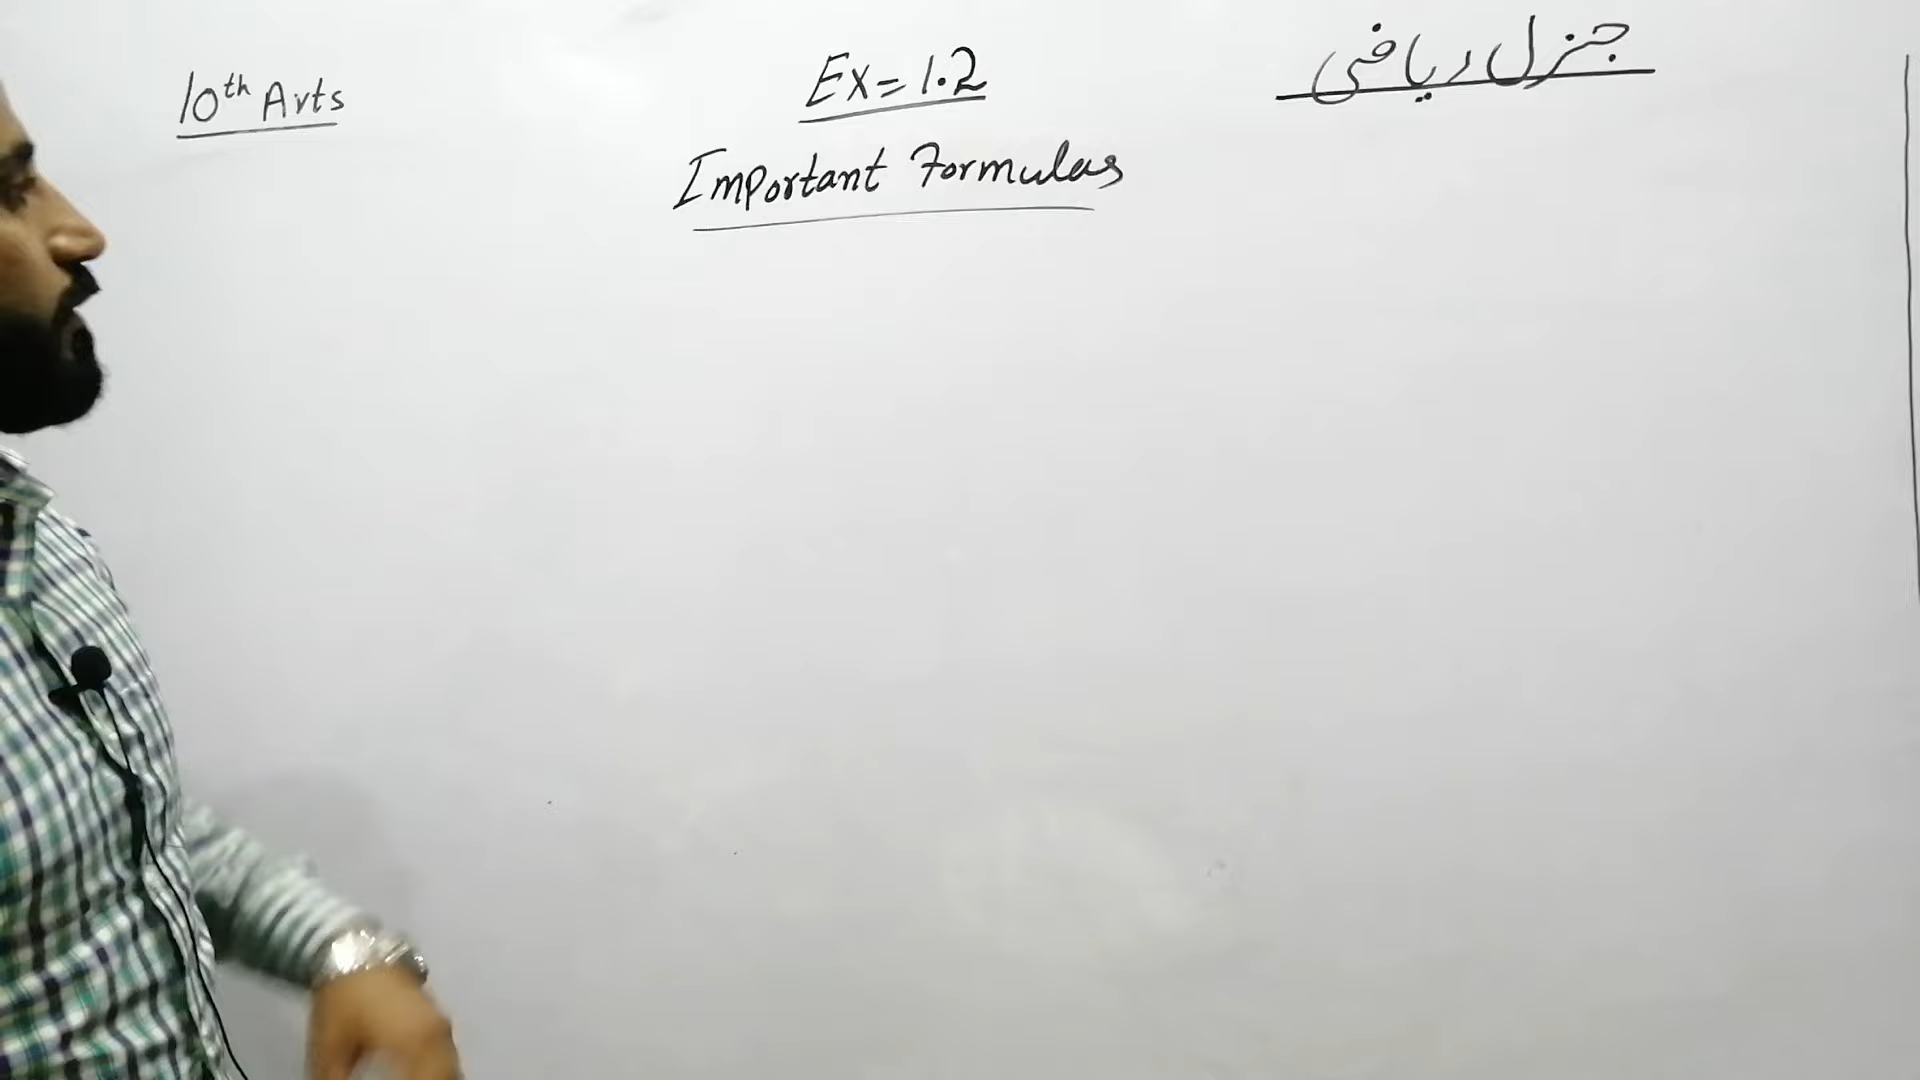 10th Arts
Ex = 1.2
جنرل ریاضی
Important Formulas